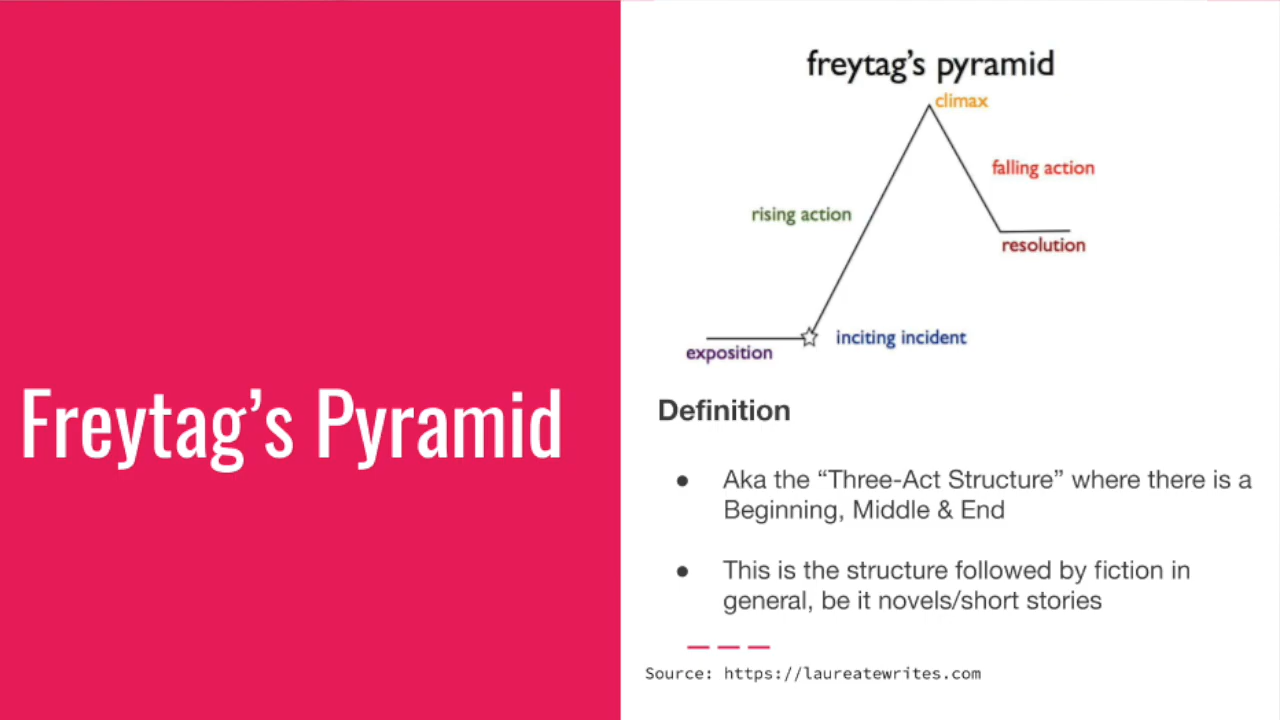 Freytag’s Pyramid
freytag’s pyramid
climax
falling action
rising action
resolution
inciting incident
exposition
Definition
● Aka the “Three-Act Structure” where there is a
Beginning, Middle & End
● This is the structure followed by fiction in
general, be it novels/short stories
Source: https://laureatewrites.com